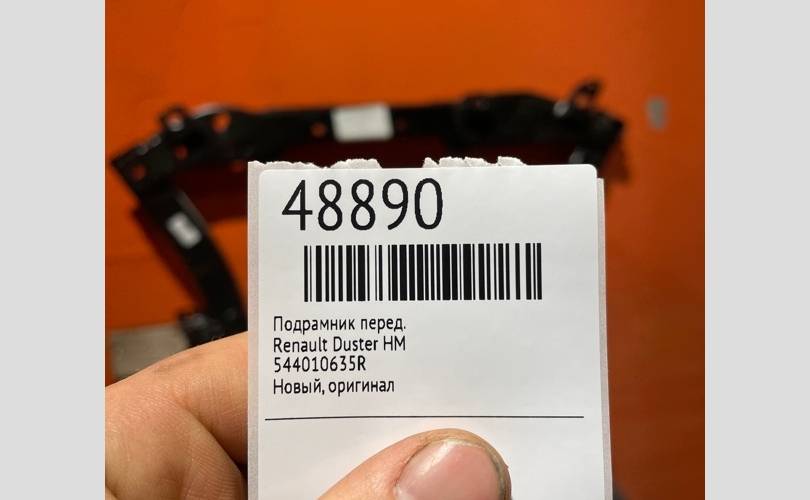 48890
Подрамник перед.
Renault Duster HM
544010635R
Новый, оригинал